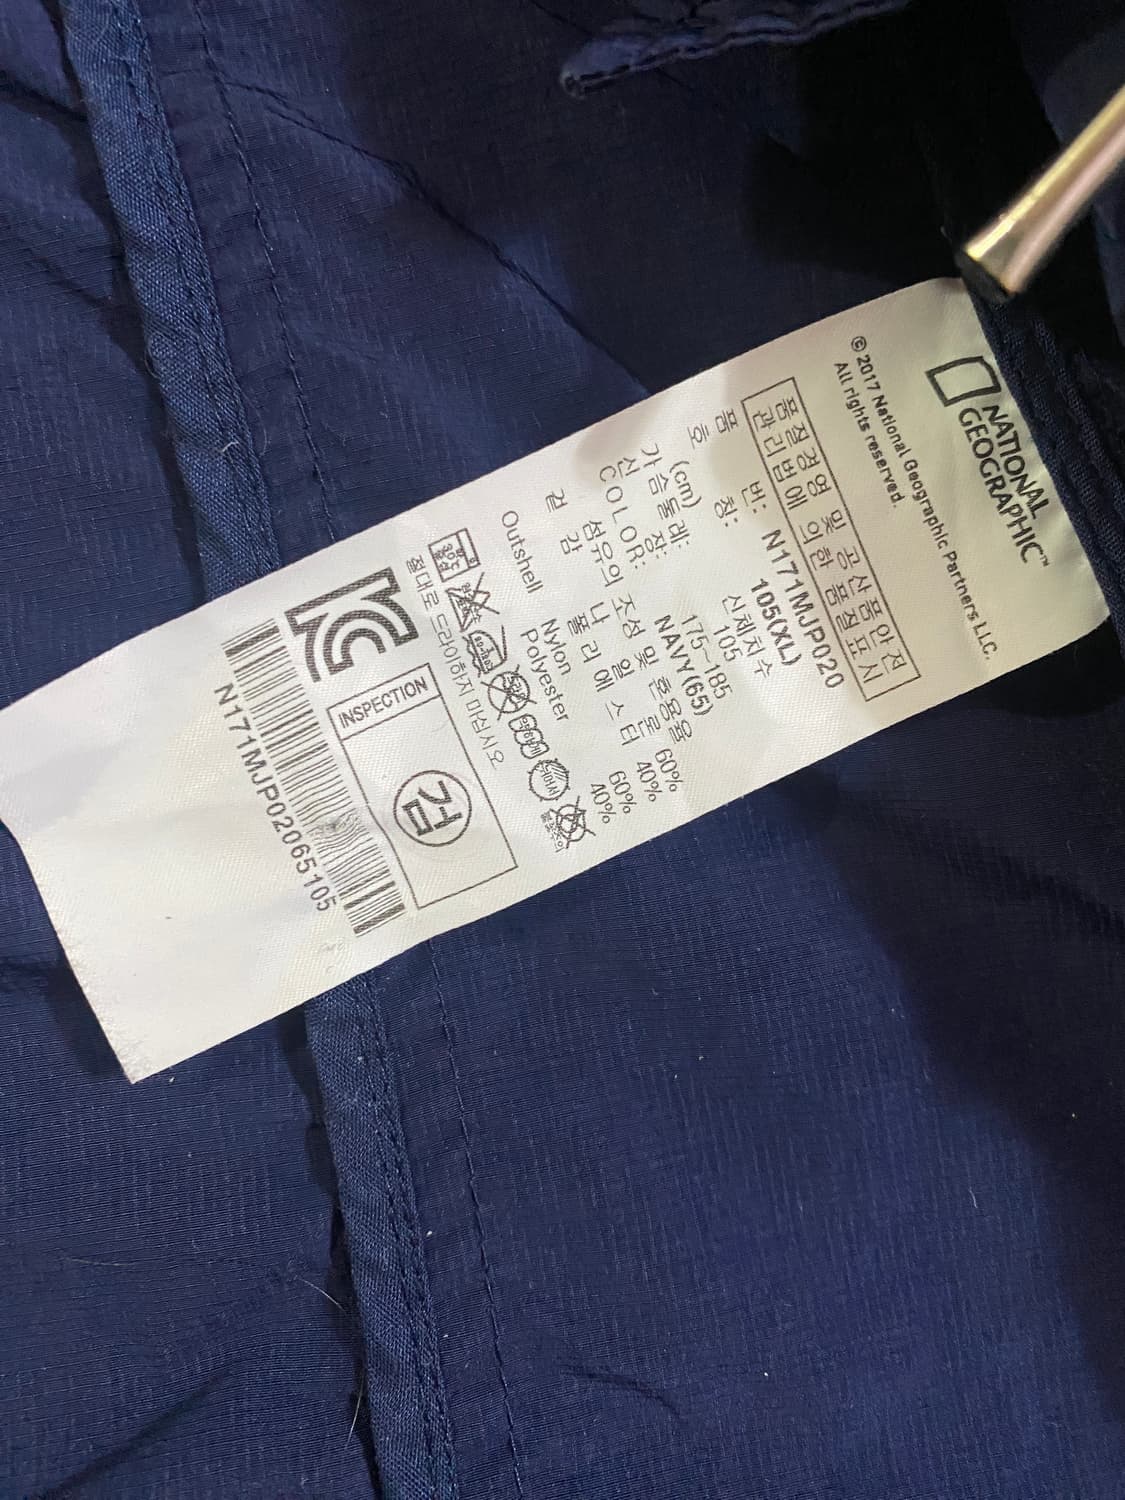 NATIONAL
GEOGRAPHIC™
© 2017 National Geographic Partners LLC.
All rights reserved.
품질경영 및 공산품안전
관리법에 의한 품질표시
품 번: N171MJP020
호 칭: 105(XL)
(cm) 신체치수
가슴둘레: 105
신 장: 175~185
COLOR: NAVY(65)
섬유의 조성 및 혼용율
겉 감 나 일 론 60%
폴 리 에 스 터 40%
Outshell Nylon 60%
Polyester 40%
절대로 드라이하지 마십시오
INSPECTION
검
N171MJP02065105